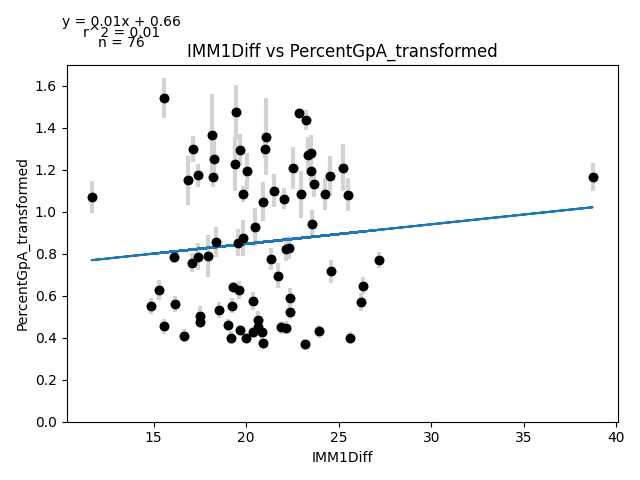 y = 0.01x + 0.66
r^2 = 0.01
n = 76
IMM1Diff vs PercentGpA_transformed
1.6
1.4
1.2
1.0
0.8
0.6
0.4
0.2
0.0
PercentGpA_transformed
15
20
25
30
35
40
IMM1Diff